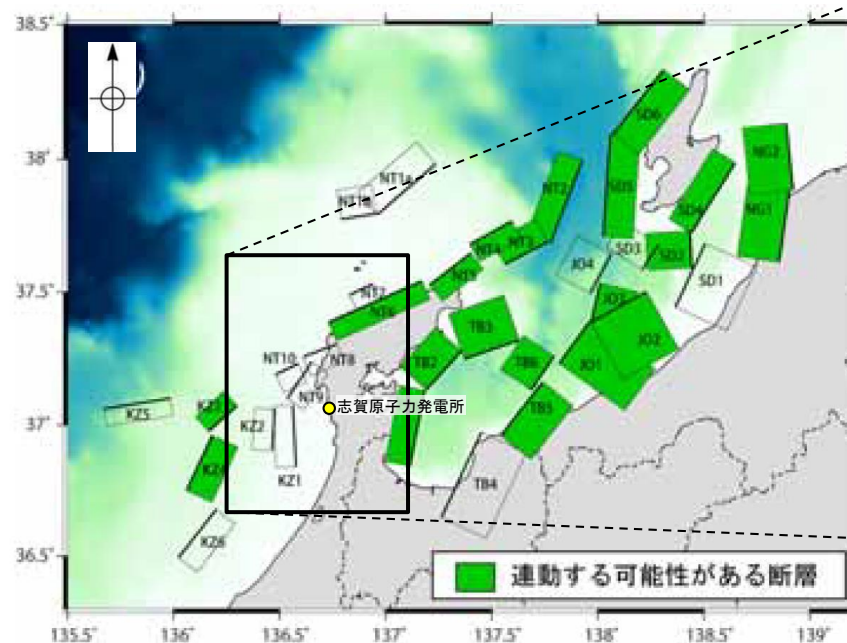 38.5°
38°
37.5°
37°
36.5°
135.5°
136°
136.5°
137°
137.5°
138°
138.5°
139°
SD6
NG2
NT1a
NT2
SD5
SD4
NG1
NT3
NT4
SD3
SD2
JO4
SD1
NT5
NT7
NT6
TB3
JO2
JO1
NT10
NT8
TB2
TB6
NT9
KZ5
KZ3
KZ2
志賀原子力発電所
TB5
KZ4
KZ1
TB4
KZ6
連動する可能性がある断層